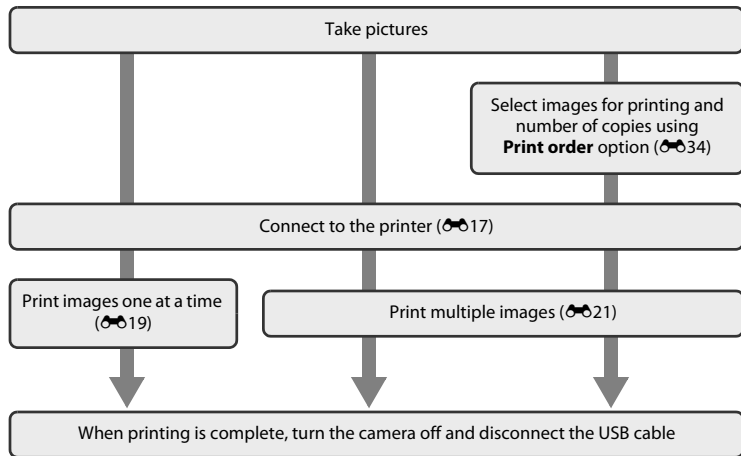 Take pictures
Select images for printing and
number of copies using
Print order option (34)
Connect to the printer (17)
Print images one at a time
(19)
Print multiple images (21)
When printing is complete, turn the camera off and disconnect the USB cable